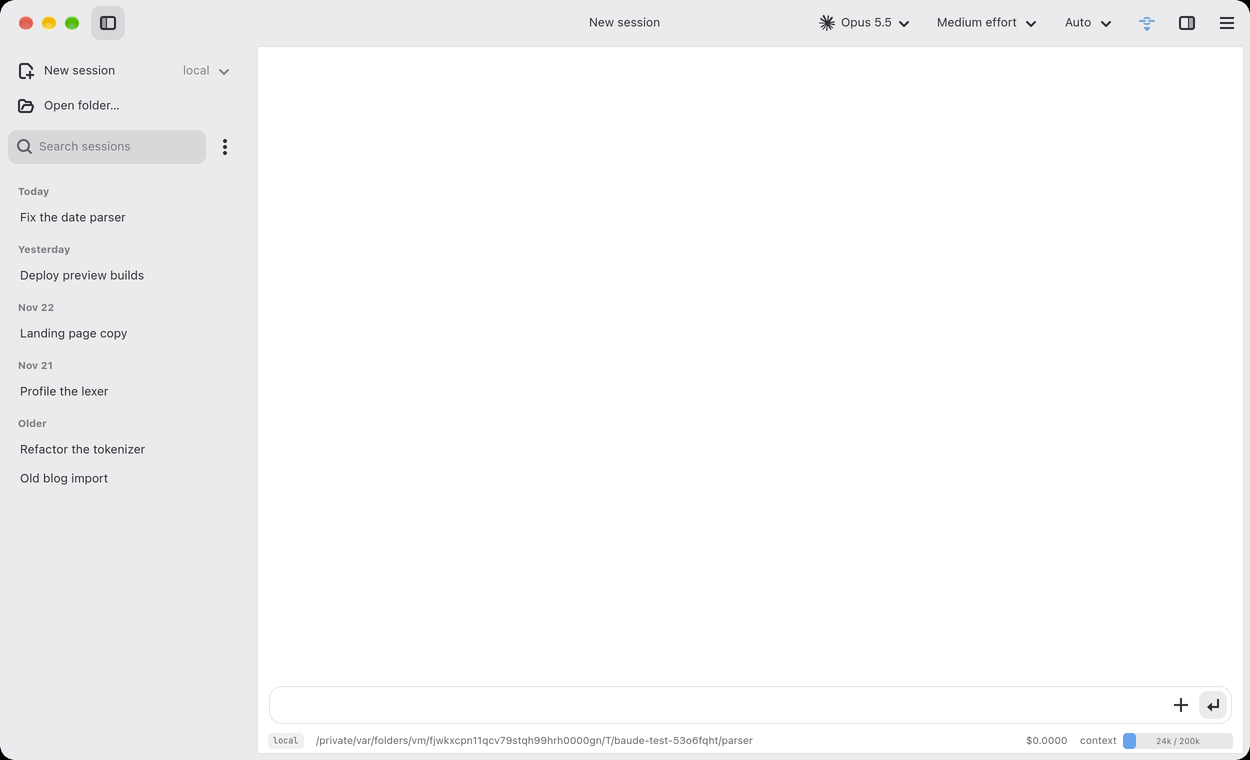 New session
Opus 5.5
Medium effort
Auto
New session
local
Open folder...
Search sessions
Today
Fix the date parser
Yesterday
Deploy preview builds
Nov 22
Landing page copy
Nov 21
Profile the lexer
Older
Refactor the tokenizer
Old blog import
local /private/var/folders/vm/fjwkxcpn11qcv79stqh99hrh0000gn/T/baude-test-53o6fqht/parser $0.0000 context 24k / 200k